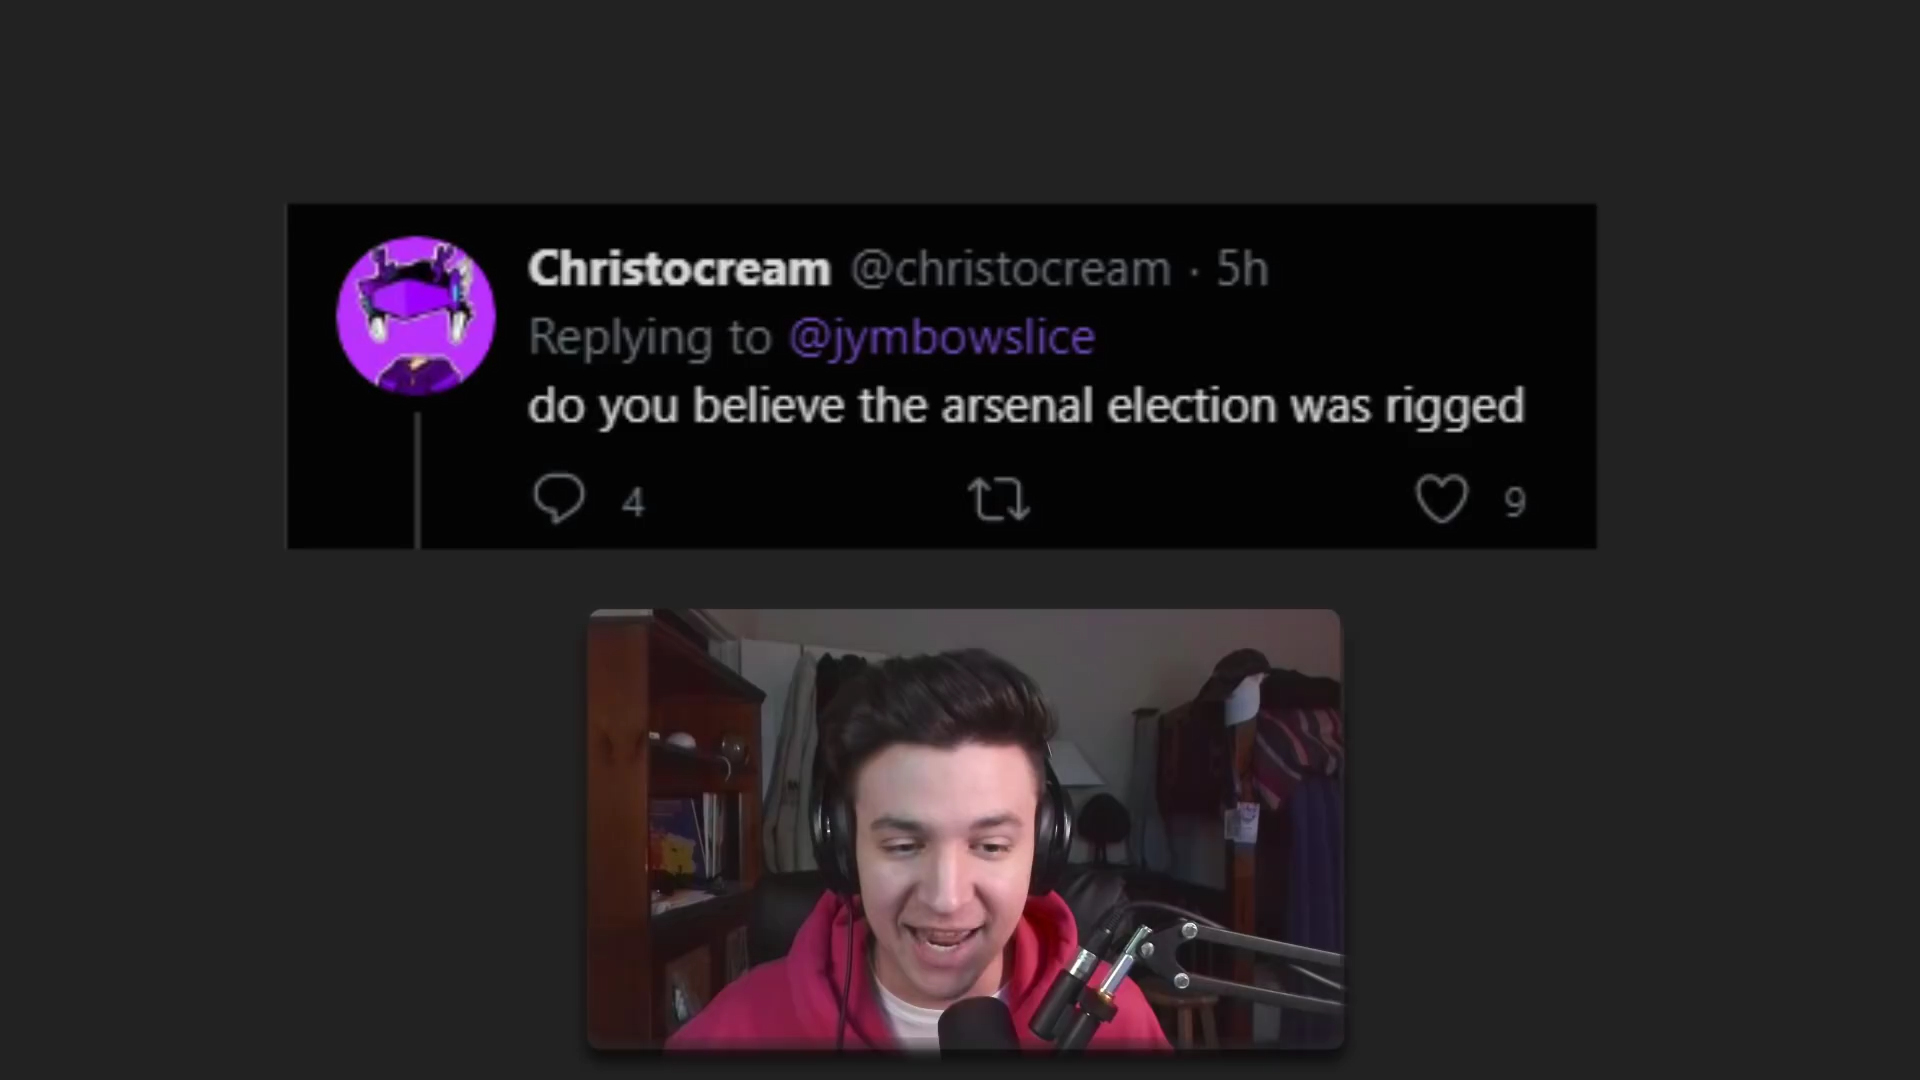 Christocream @christocream · 5h
Replying to @jymbowslice
do you believe the arsenal election was rigged
4 9